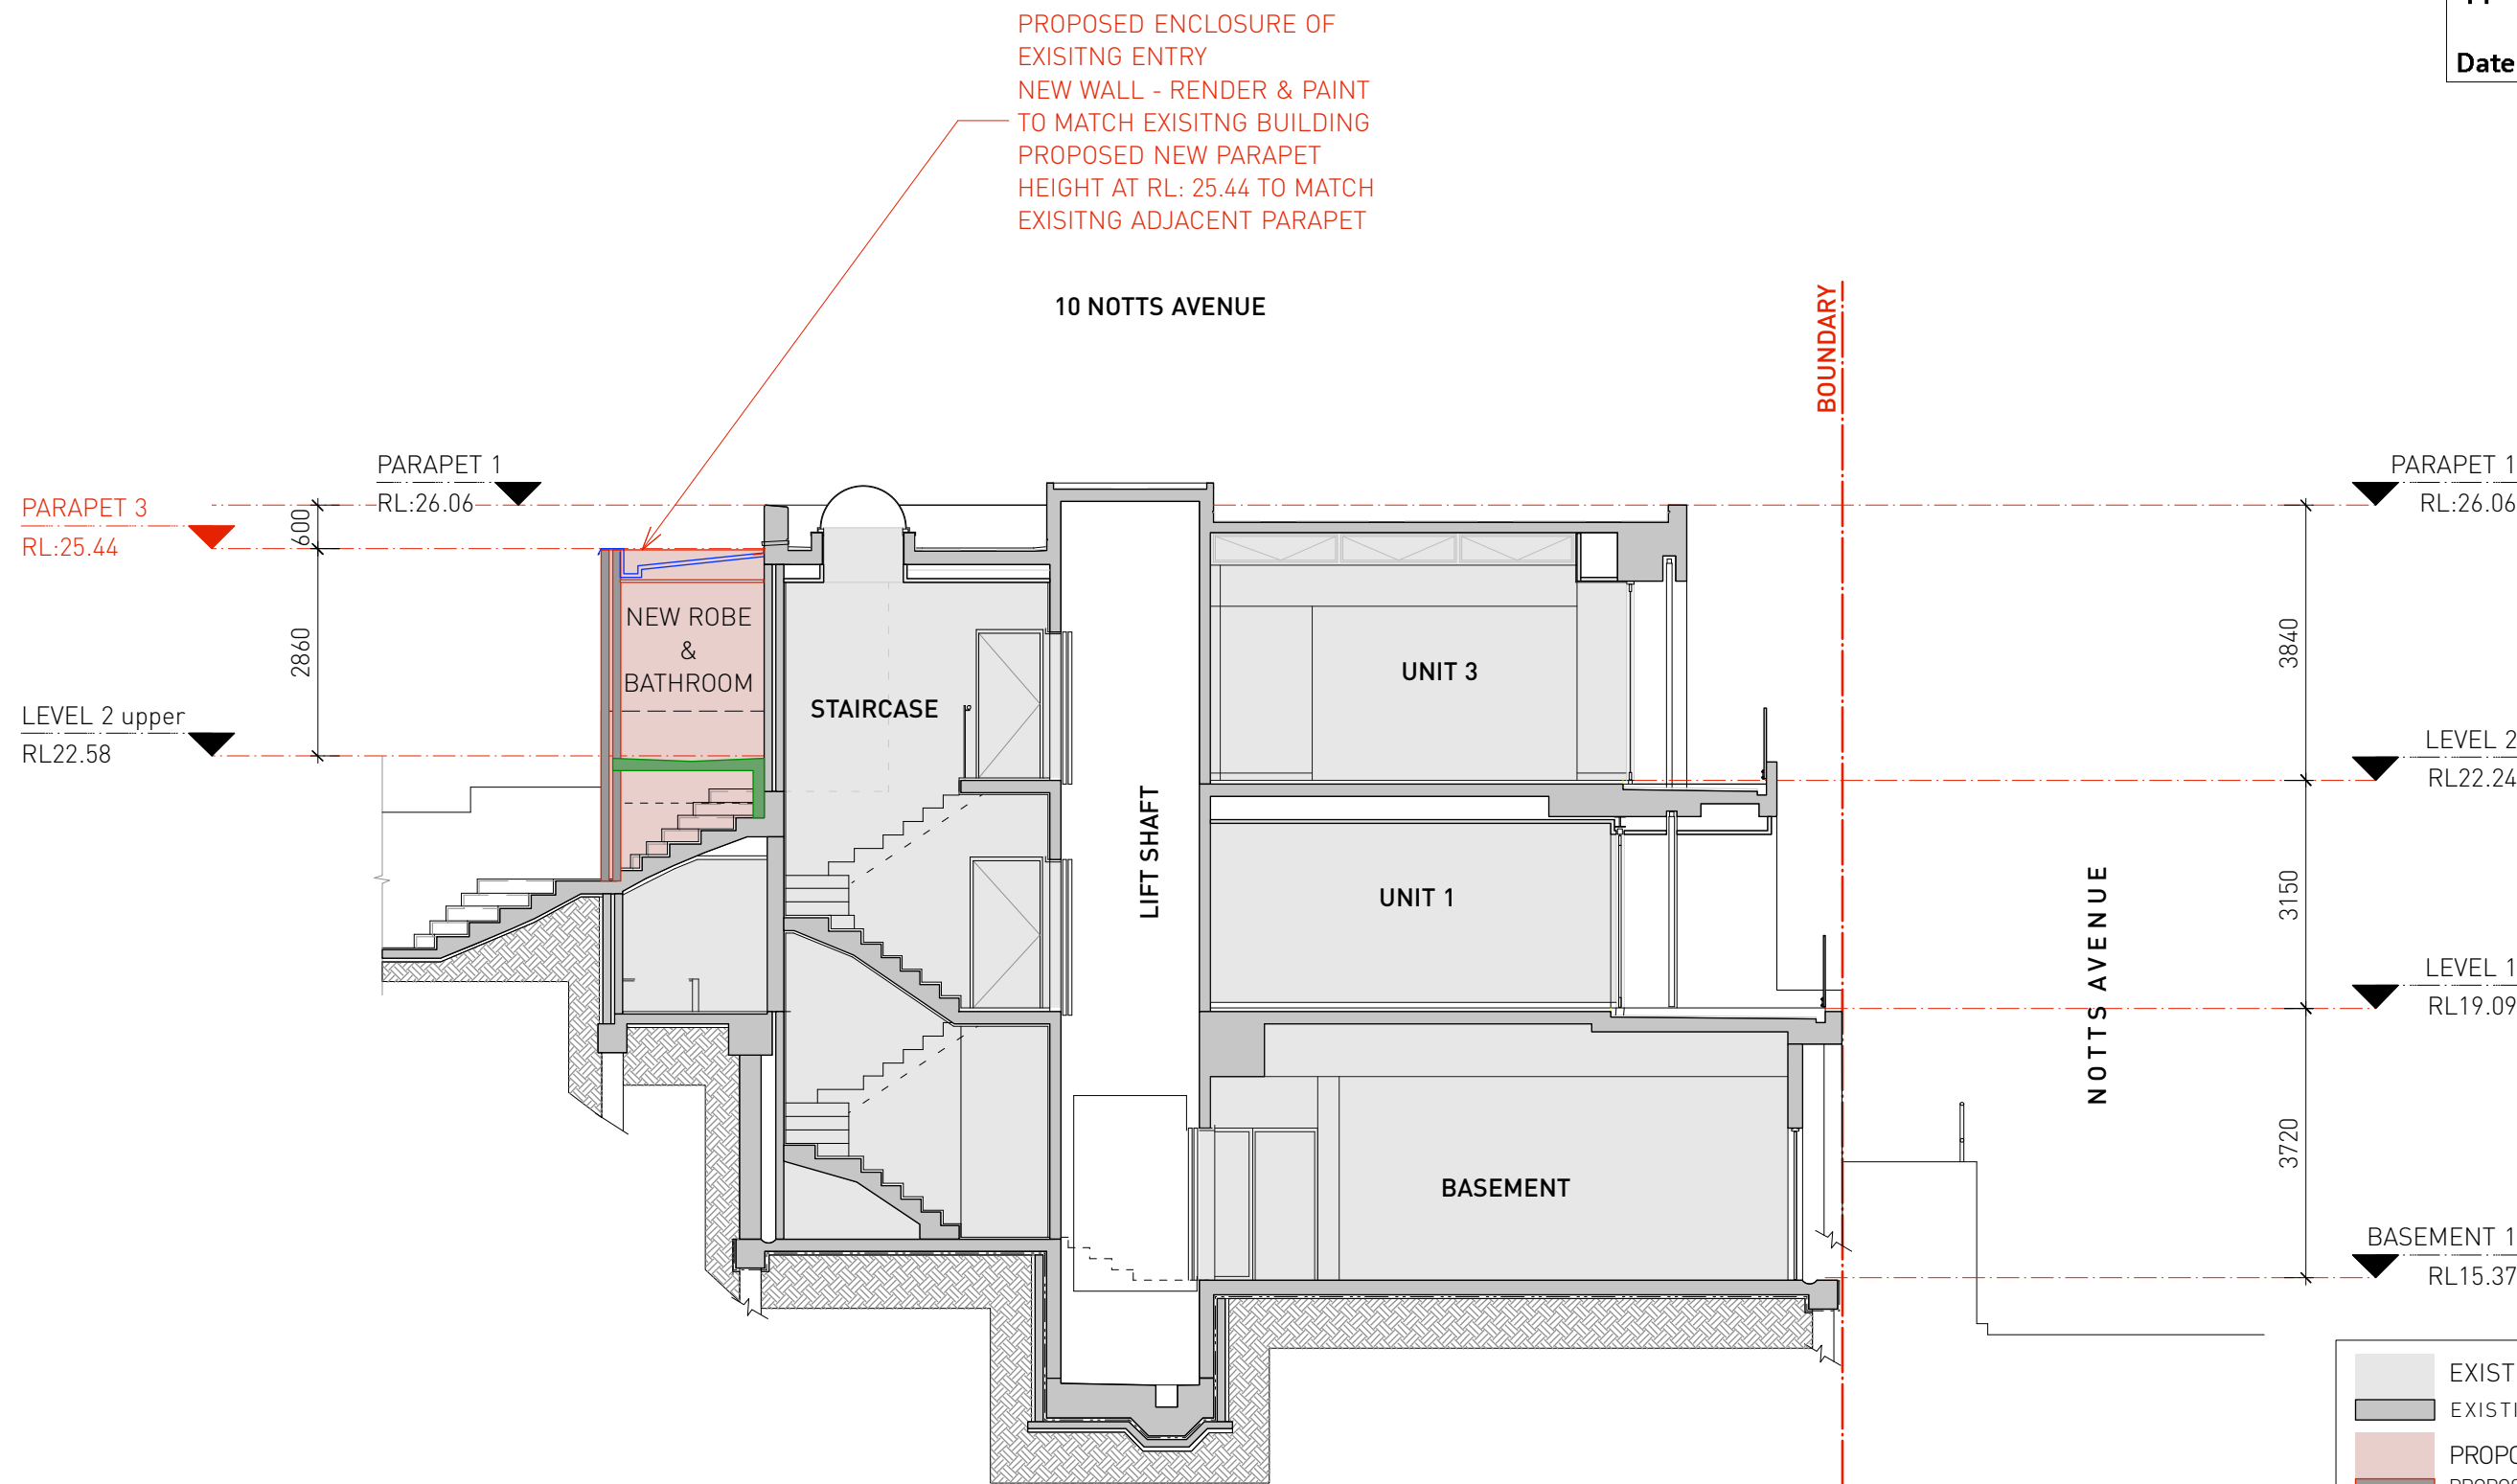 PROPOSED ENCLOSURE OF
EXISITNG ENTRY
NEW WALL - RENDER & PAINT
TO MATCH EXISITNG BUILDING
PROPOSED NEW PARAPET
HEIGHT AT RL: 25.44 TO MATCH
EXISITNG ADJACENT PARAPET
Date
10 NOTTS AVENUE
BOUNDARY
PARAPET 1
RL:26.06
PARAPET 3
RL:25.44
600
2860
LEVEL 2 upper
RL22.58
NEW ROBE
&
BATHROOM
STAIRCASE
LIFT SHAFT
UNIT 3
UNIT 1
BASEMENT
NOTTS AVENUE
PARAPET 1
RL:26.06
3840
LEVEL 2
RL22.24
3150
LEVEL 1
RL19.09
3720
BASEMENT 1
RL15.37
EXIST
EXISTI